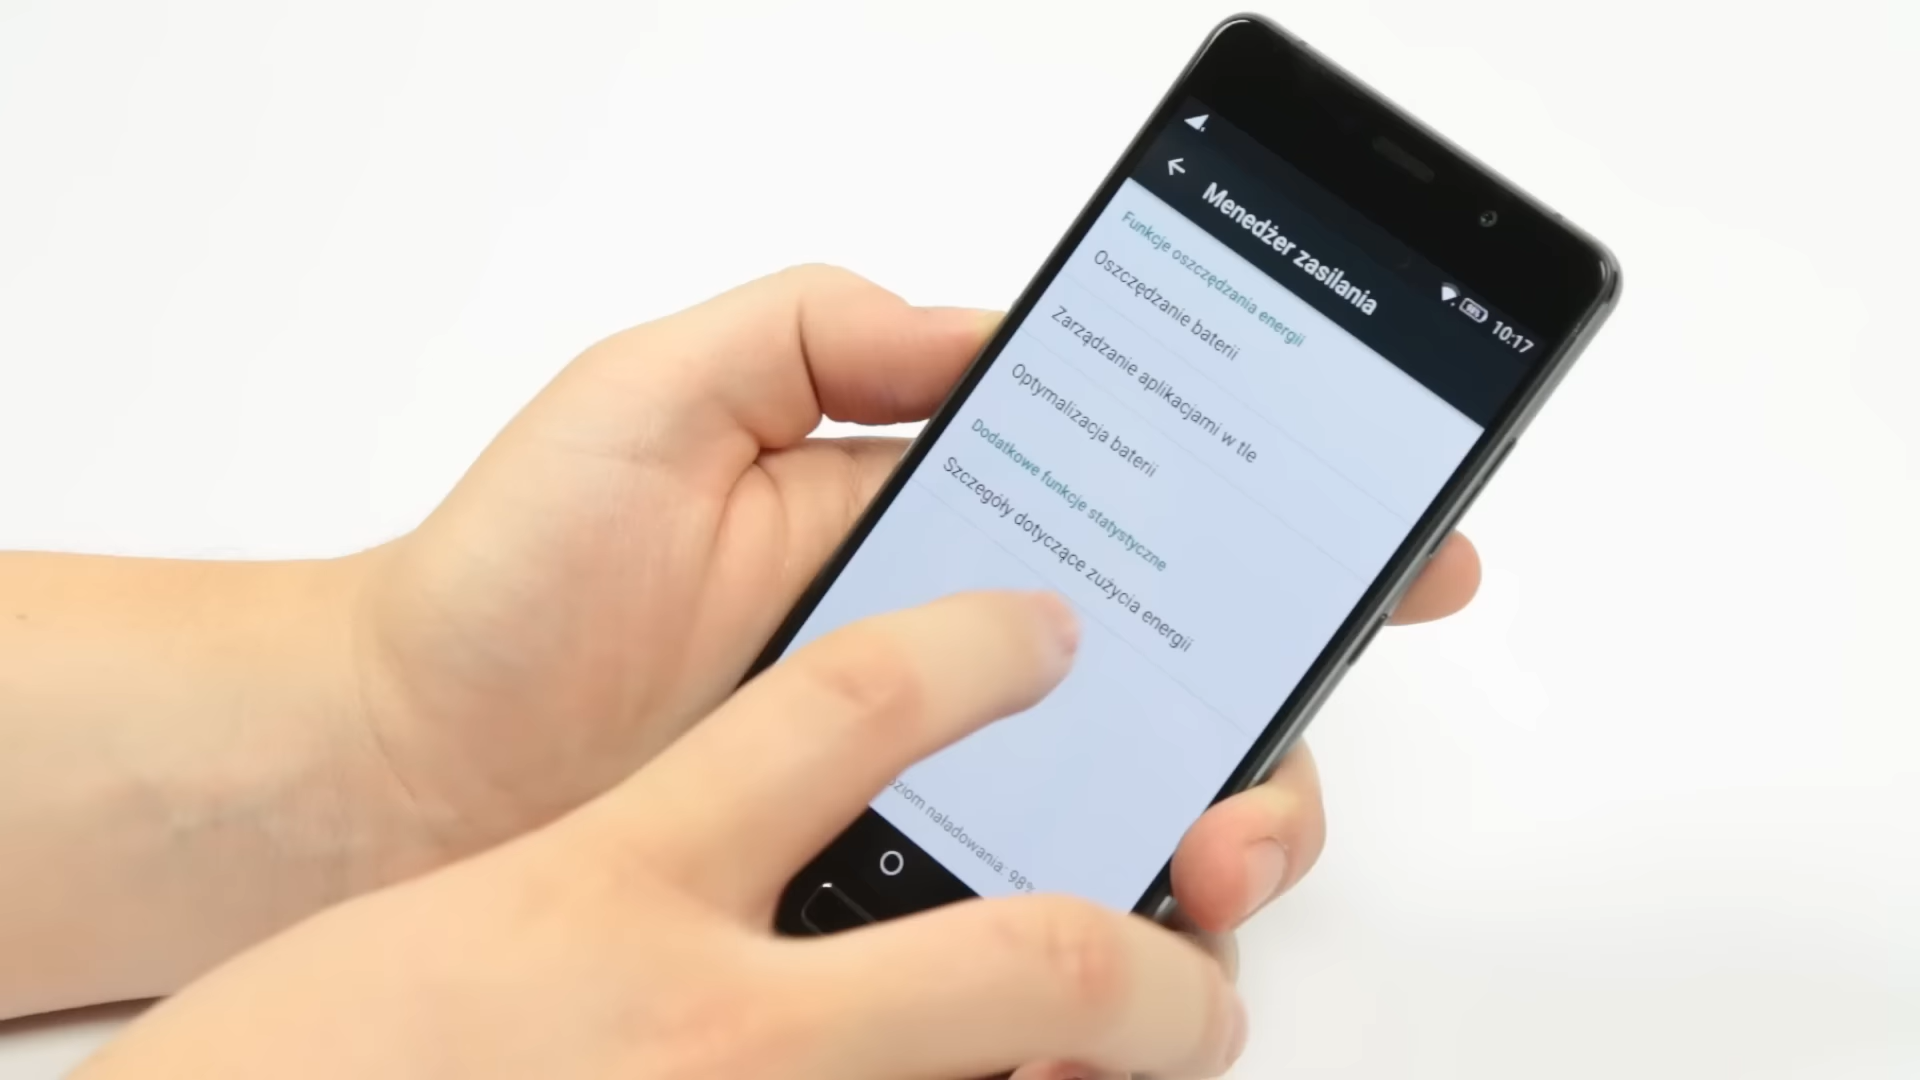 10:17
Menedżer zasilania
Funkcje oszczędzania energii
Oszczędzanie baterii
Zarządzanie aplikacjami w tle
Optymalizacja baterii
Dodatkowe funkcje statystyczne
Szczegóły dotyczące zużycia energii
naładowania: 98%